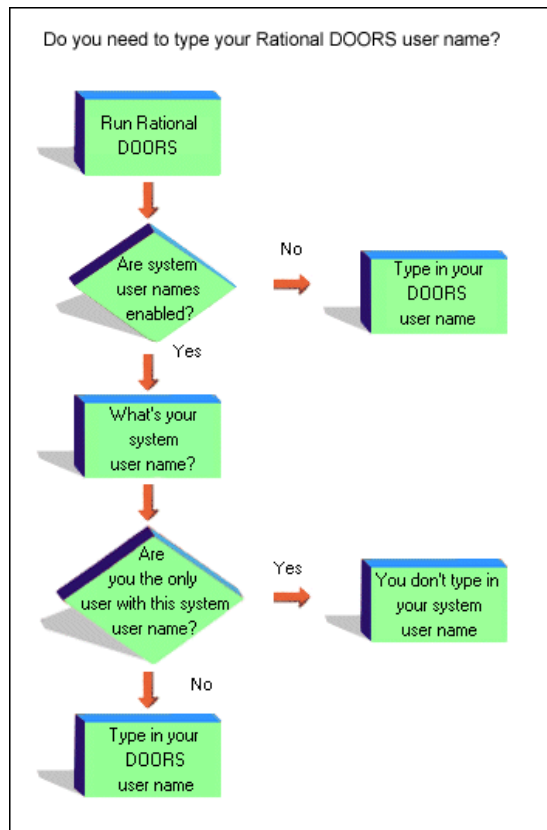 Do you need to type your Rational DOORS user name?
Run Rational
DOORS
Are system
user names
enabled?
No
Type in your
DOORS
user name
Yes
What's your
system
user name?
Are
you the only
user with this system
user name?
Yes
You don't type in
your system
user name
No
Type in your
DOORS
user name